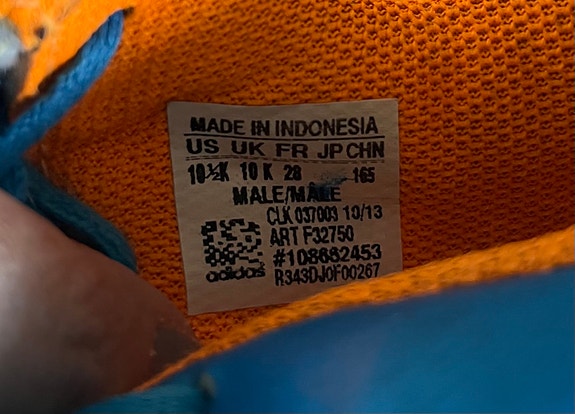 MADE IN INDONESIA
US UK FR JP CHN
10½K 10 K 28 165
MALE/MALE
CLK 037003 10/13
ART F32750
#108662453
adidas R343DJ0F00267